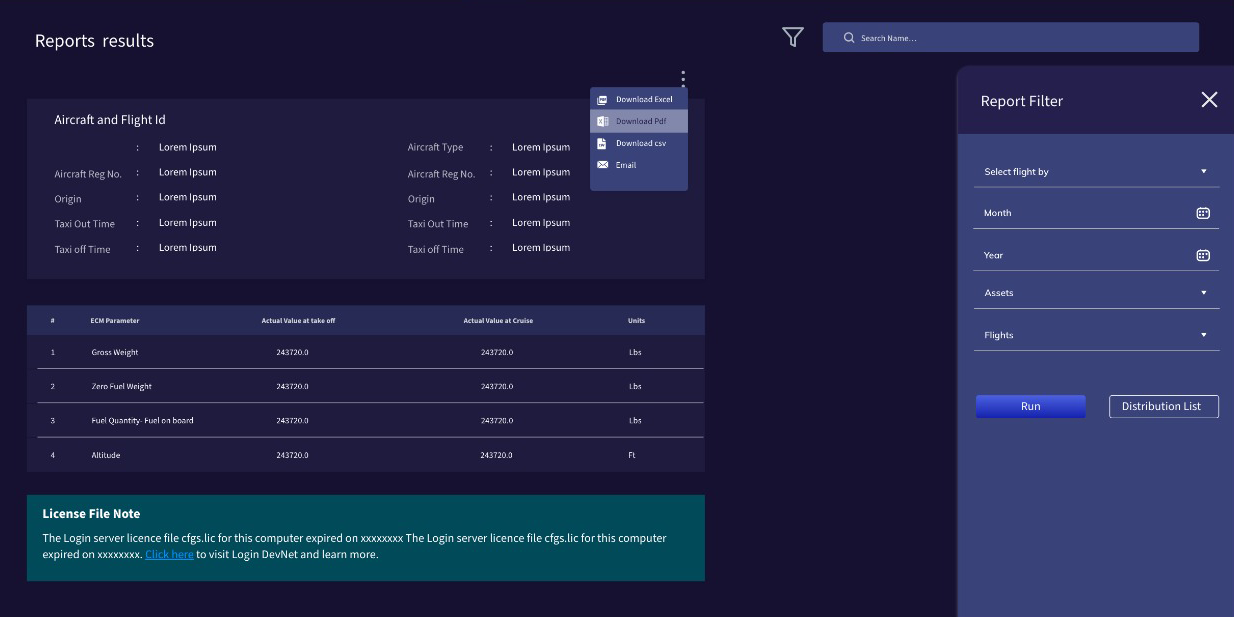 Reports results
Search Name...
Download Excel
Download Pdf
Download csv
Email
Aircraft and Flight Id
: Lorem Ipsum
Aircraft Type : Lorem Ipsum
Aircraft Reg No. : Lorem Ipsum
Aircraft Reg No. : Lorem Ipsum
Origin : Lorem Ipsum
Origin : Lorem Ipsum
Taxi Out Time : Lorem Ipsum
Taxi Out Time : Lorem Ipsum
Taxi off Time : Lorem Ipsum
Taxi off Time : Lorem Ipsum
# ECM Parameter Actual Value at take off Actual Value at Cruise Units
1 Gross Weight 243720.0 243720.0 Lbs
2 Zero Fuel Weight 243720.0 243720.0 Lbs
3 Fuel Quantity- Fuel on board 243720.0 243720.0 Lbs
4 Altitude 243720.0 243720.0 Ft
License File Note
The Login server licence file cfgs.lic for this computer expired on xxxxxxxx The Login server licence file cfgs.lic for this computer
expired on xxxxxxxx. Click here to visit Login DevNet and learn more.
Report Filter
Select flight by
Month
Year
Assets
Flights
Run
Distribution List